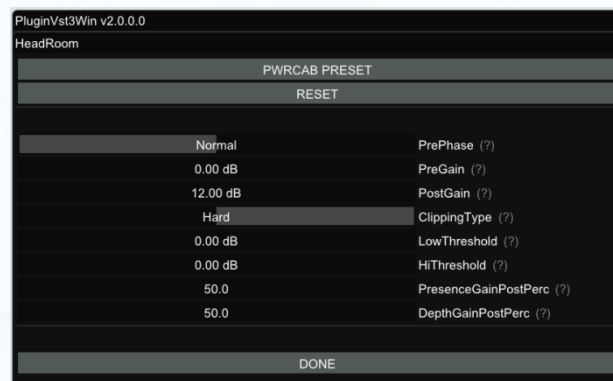 PluginVst3Win v2.0.0.0
HeadRoom
PWRCAB PRESET
RESET
Normal PrePhase (?)
0.00 dB PreGain (?)
12.00 dB PostGain (?)
Hard ClippingType (?)
0.00 dB LowThreshold (?)
0.00 dB HiThreshold (?)
50.0 PresenceGainPostPerc (?)
50.0 DepthGainPostPerc (?)
DONE